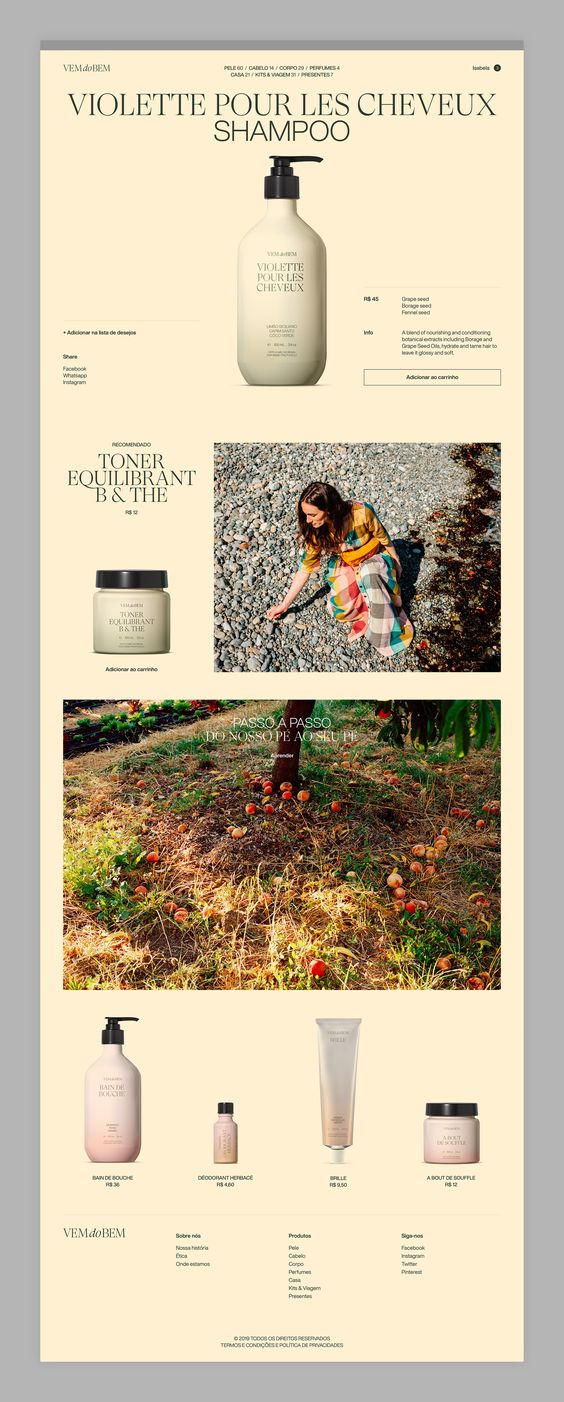 VEMdoBEM
PELE 60 / CABELO 14 / CORPO 29 / PERFUMES 4
CASA 21 / KITS & VIAGEM 31 / PRESENTES 7
Isabela
VIOLETTE POUR LES CHEVEUX
SHAMPOO
VEMdoBEM
VIOLETTE
POUR LES
CHEVEUX
LIMÃO SICILIANO
CAPIM SANTO
COCO VERDE
+ Adicionar na lista de desejos
Share
Facebook
Whatsapp
Instagram
R$ 45
Grape seed
Borage seed
Fennel seed
Info
A blend of nourishing and conditioning
botanical extracts including Borage and
Grape Seed Oils, hydrate and tame hair to
leave it glossy and soft.
Adicionar ao carrinho
RECOMENDADO
TONER
EQUILIBRANT
B & THE
R$ 12
VEMdoBEM
TONER
EQUILIBRANT
B & THE
Adicionar ao carrinho
PASSO A PASSO
DO NOSSO PÉ AO SEU PÉ
Aprender
VEMdoBEM
BAIN DE
BOUCHE
VEMdoBEM
BRILLE
A BOUT
DE SOUFFLE
BAIN DE BOUCHE
R$ 36
DÉODORANT HERBACÉ
R$ 4,60
BRILLE
R$ 9,50
A BOUT DE SOUFFLE
R$ 12
VEMdoBEM
Sobre nós
Nossa história
Ética
Onde estamos
Produtos
Pele
Cabelo
Corpo
Perfumes
Casa
Kits & Viagem
Presentes
Siga-nos
Facebook
Instagram
Twitter
Pinterest
© 2019 TODOS OS DIREITOS RESERVADOS
TERMOS E CONDIÇÕES E POLÍTICA DE PRIVACIDADES